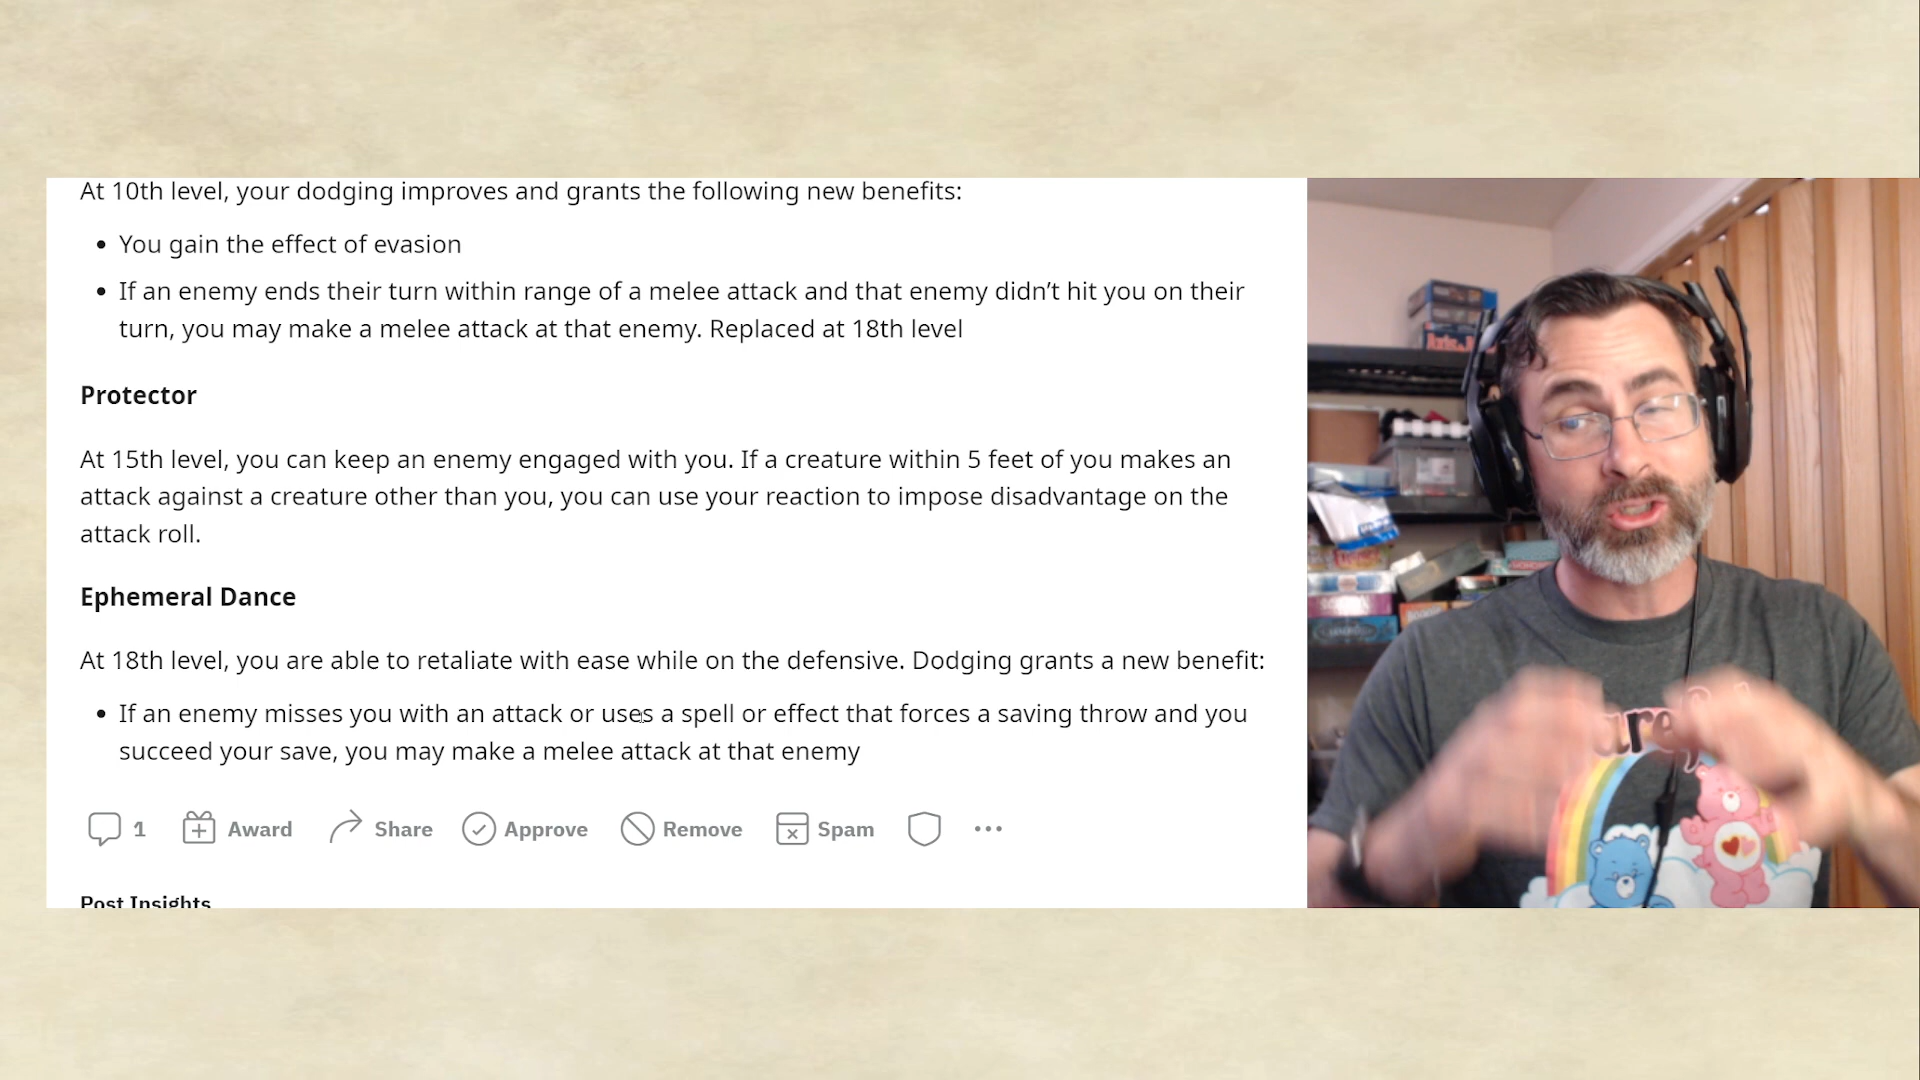 At 10th level, your dodging improves and grants the following new benefits:
You gain the effect of evasion
If an enemy ends their turn within range of a melee attack and that enemy didn’t hit you on their
turn, you may make a melee attack at that enemy. Replaced at 18th level
Protector
At 15th level, you can keep an enemy engaged with you. If a creature within 5 feet of you makes an
attack against a creature other than you, you can use your reaction to impose disadvantage on the
attack roll.
Ephemeral Dance
At 18th level, you are able to retaliate with ease while on the defensive. Dodging grants a new benefit:
If an enemy misses you with an attack or uses a spell or effect that forces a saving throw and you
succeed your save, you may make a melee attack at that enemy
1 Award Share Approve Remove Spam
Post Insights